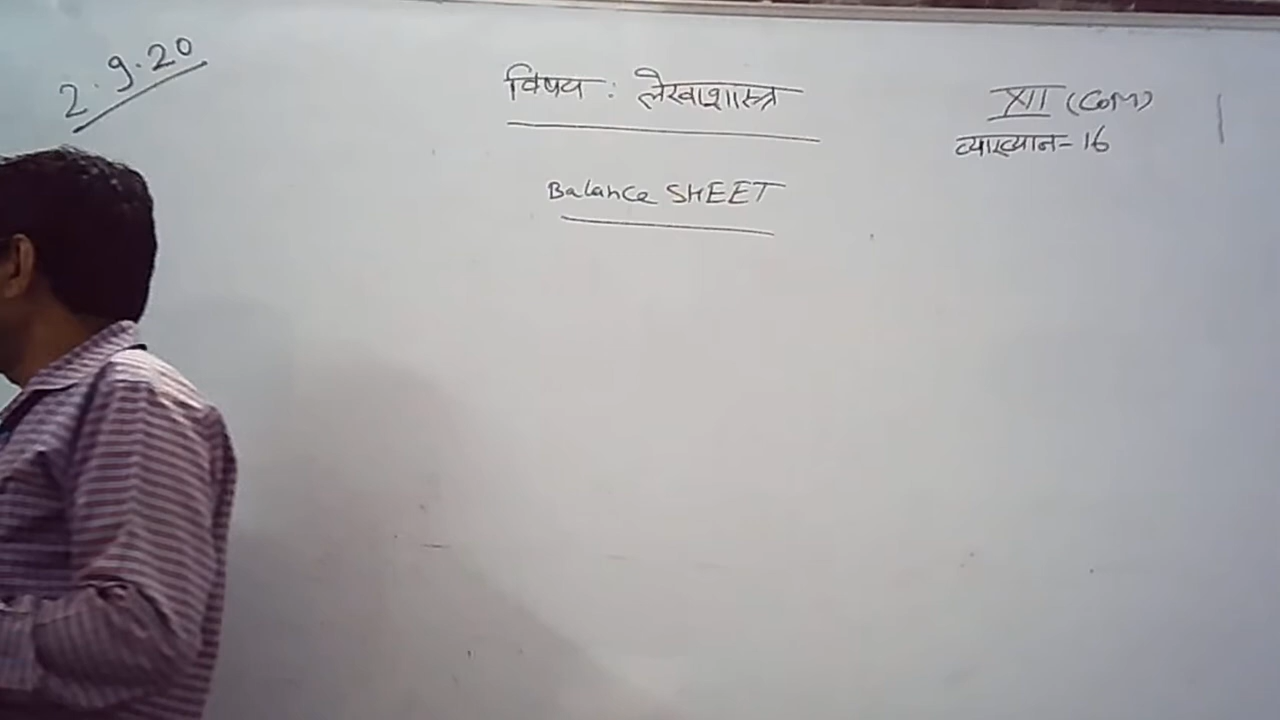 2.9.20
विषय : लेखाशास्त्र
XII (COM)
व्याख्यान-16
Balance SHEET